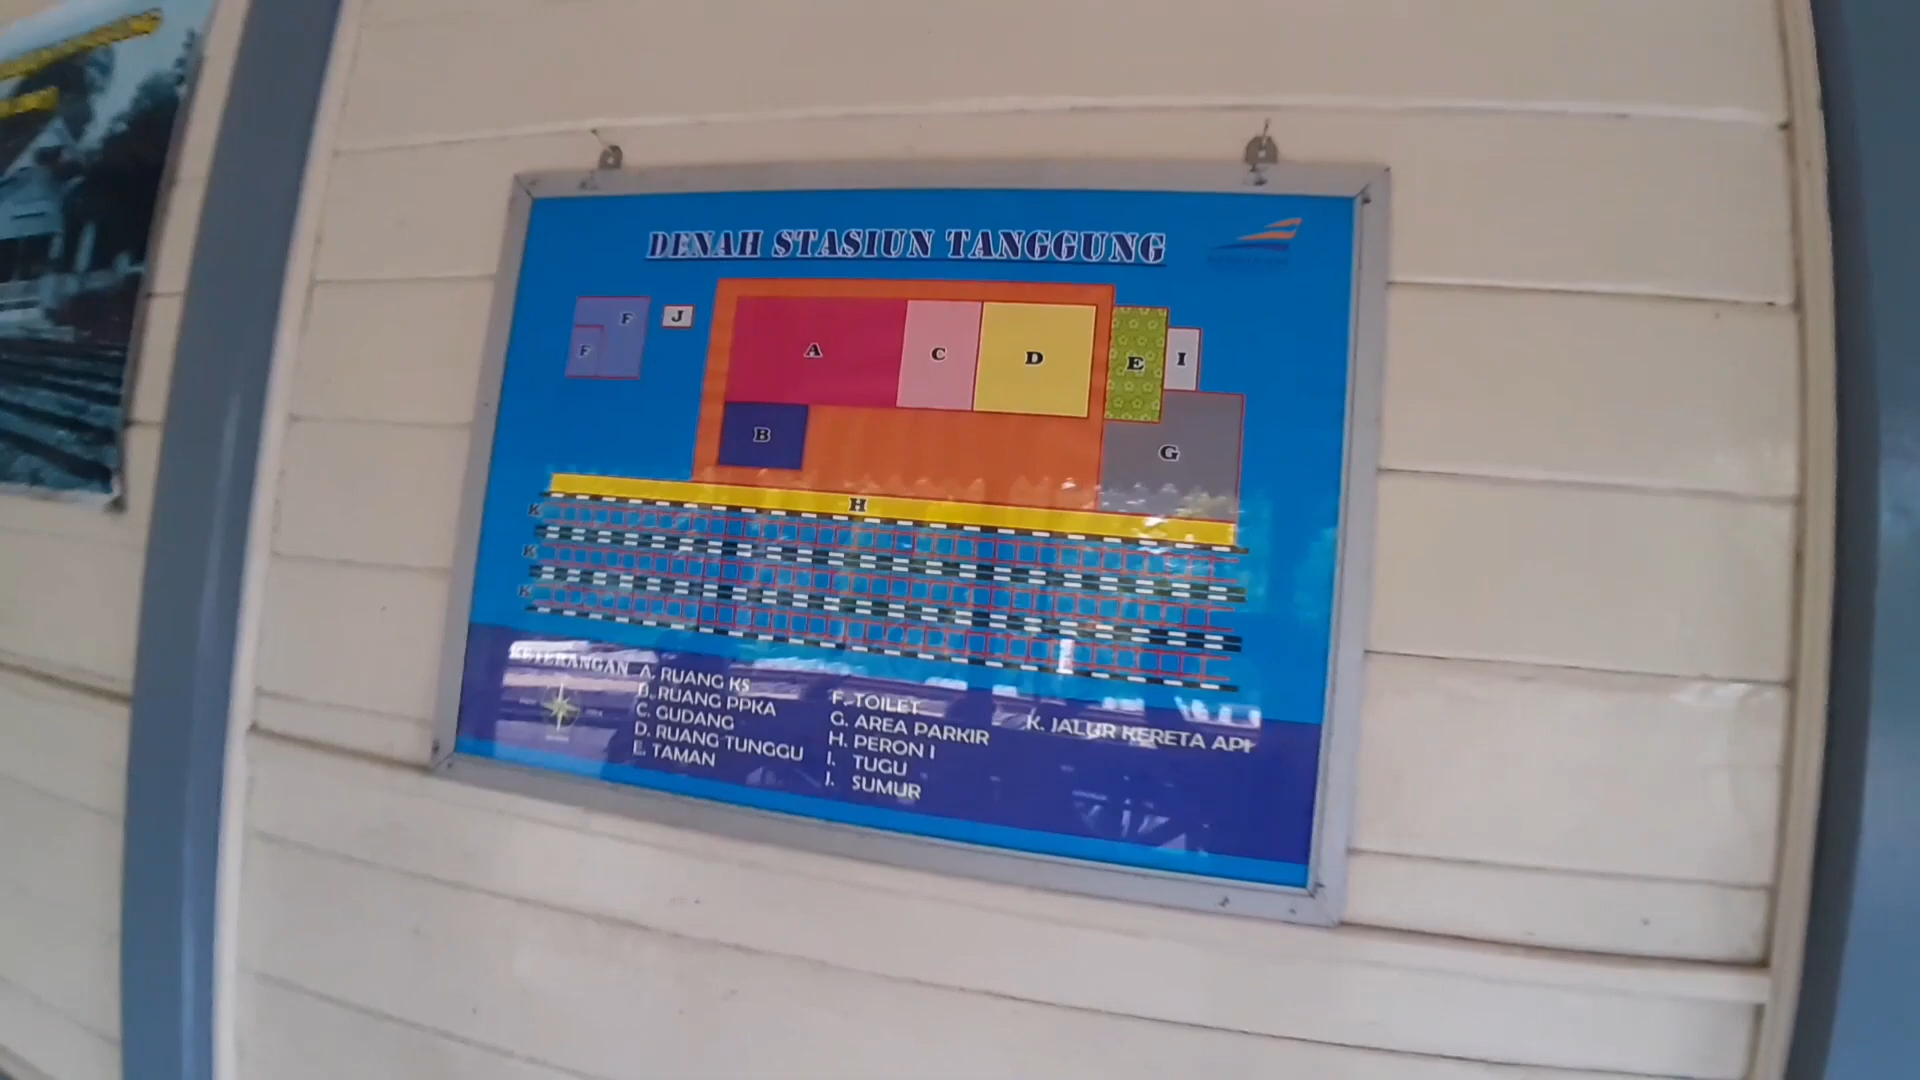 DENAH STASIUN TANGGUNG
F
J
F
A
C
D
E
I
B
G
H
K
K
K
KETERANGAN
A. RUANG KS
B. RUANG PPKA
C. GUDANG
D. RUANG TUNGGU
E. TAMAN
F. TOILET
G. AREA PARKIR
H. PERON I
I. TUGU
J. SUMUR
K. JALUR KERETA API